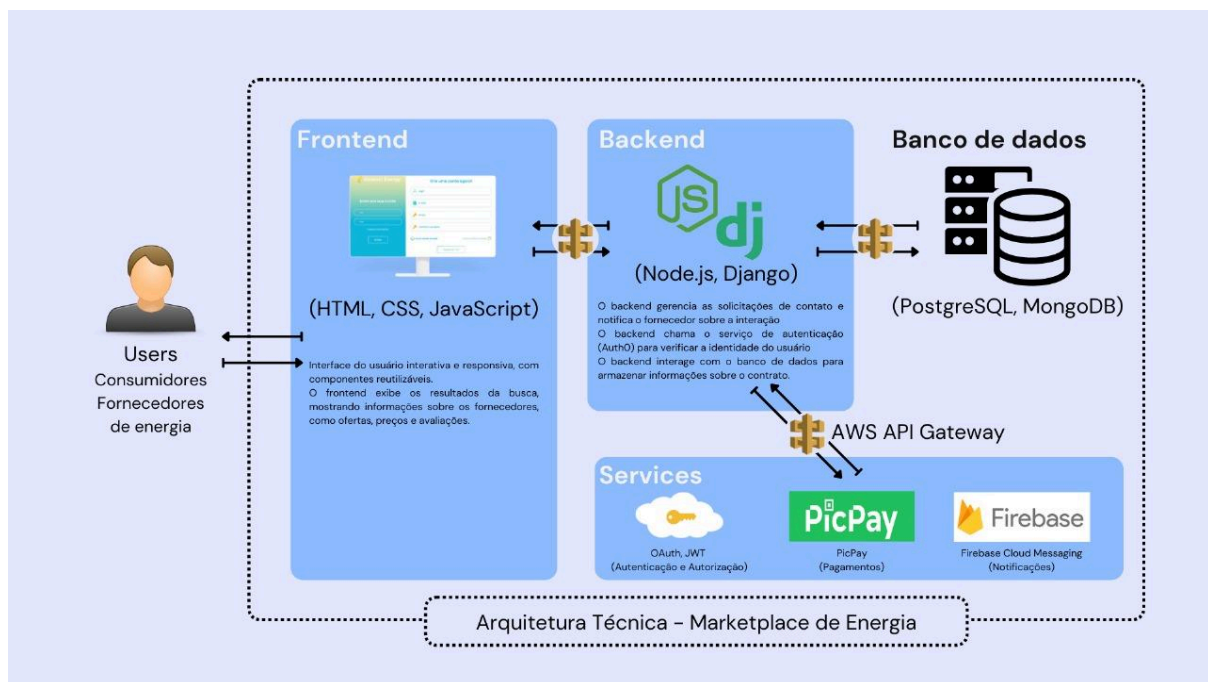 Frontend
(HTML, CSS, JavaScript)
Interface do usuário interativa e responsiva, com
componentes reutilizáveis.
O frontend exibe os resultados da busca,
mostrando informações sobre os fornecedores,
como ofertas, preços e avaliações.
Backend
JS
dj
(Node.js, Django)
O backend gerencia as solicitações de contato e
notifica o fornecedor sobre a interação
O backend chama o serviço de autenticação
(Auth0) para verificar a identidade do usuário
O backend interage com o banco de dados para
armazenar informações sobre o contrato.
Banco de dados
(PostgreSQL, MongoDB)
Users
Consumidores
Fornecedores
de energia
AWS API Gateway
Services
OAuth, JWT
(Autenticação e Autorização)
PicPay
PicPay
(Pagamentos)
Firebase
Firebase Cloud Messaging
(Notificações)
Arquitetura Técnica - Marketplace de Energia